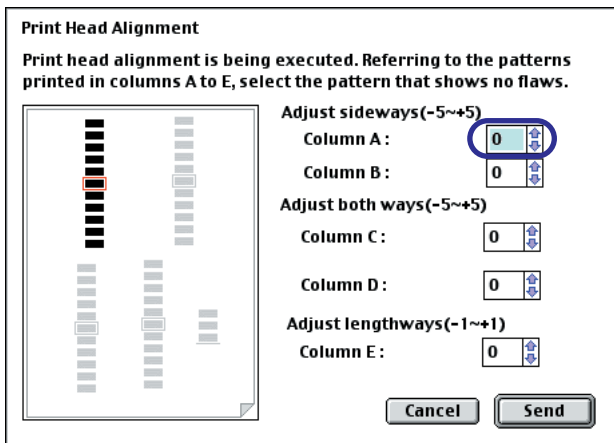 Print Head Alignment
Print head alignment is being executed. Referring to the patterns
printed in columns A to E, select the pattern that shows no flaws.
Adjust sideways(-5~+5)
Column A : 0
Column B : 0
Adjust both ways(-5~+5)
Column C : 0
Column D : 0
Adjust lengthways(-1~+1)
Column E : 0
Cancel Send